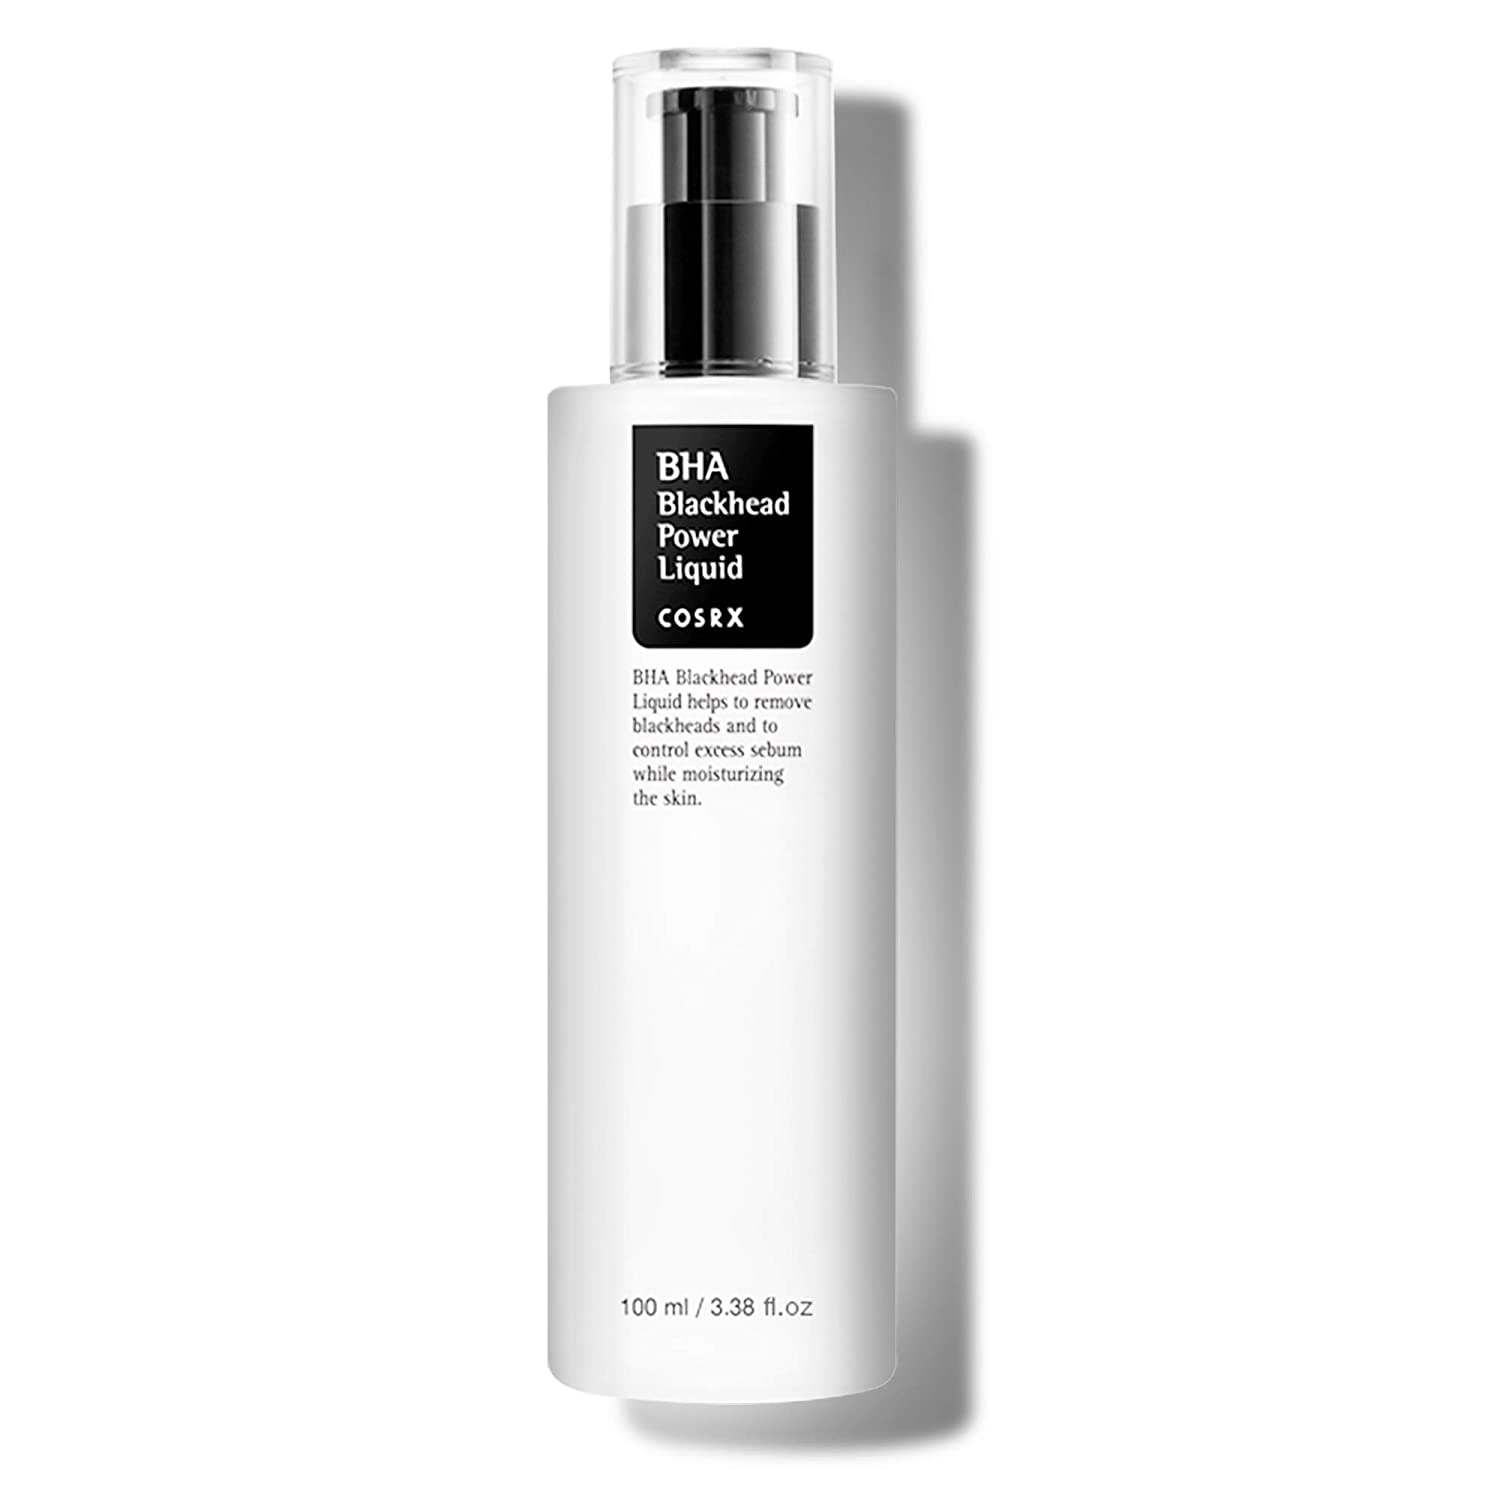 BHA
Blackhead
Power
Liquid
COSRX
BHA Blackhead Power
Liquid helps to remove
blackheads and to
control excess sebum
while moisturizing
the skin.
100 ml / 3.38 fl.oz